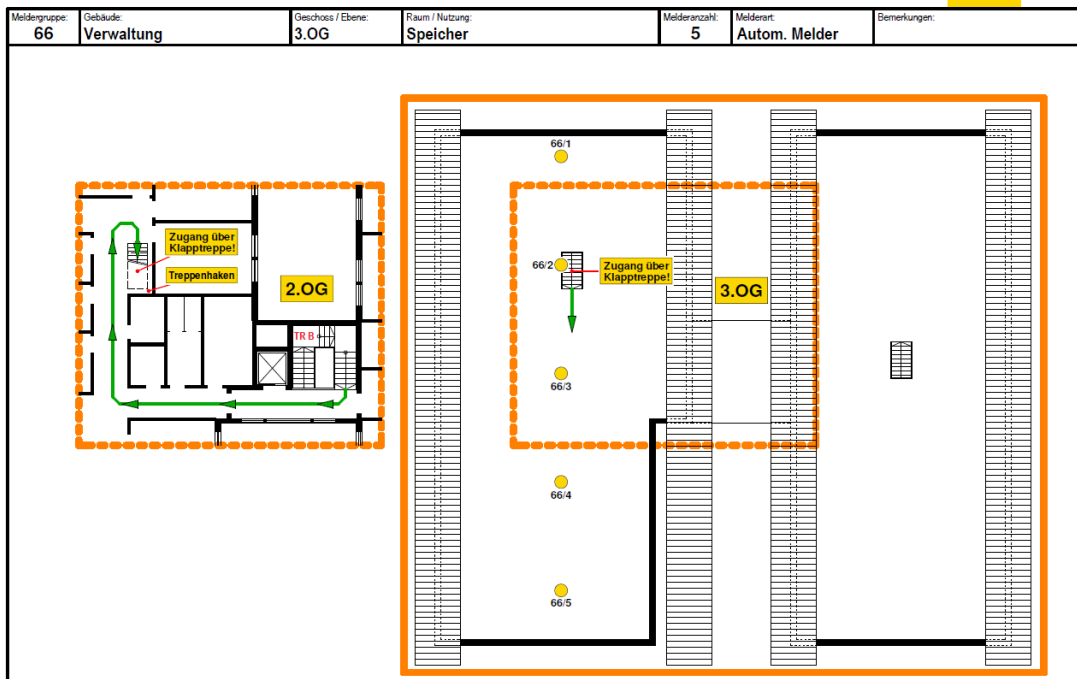 Meldergruppe:
66
Gebäude:
Verwaltung
Geschoss / Ebene:
3.OG
Raum / Nutzung:
Speicher
Melderanzahl:
5
Melderart:
Autom. Melder
Bemerkungen:
66/1
Zugang über
Klapptreppe!
Treppenhaken
2.OG
TR B
66/2
Zugang über
Klapptreppe!
3.OG
66/3
66/4
66/5